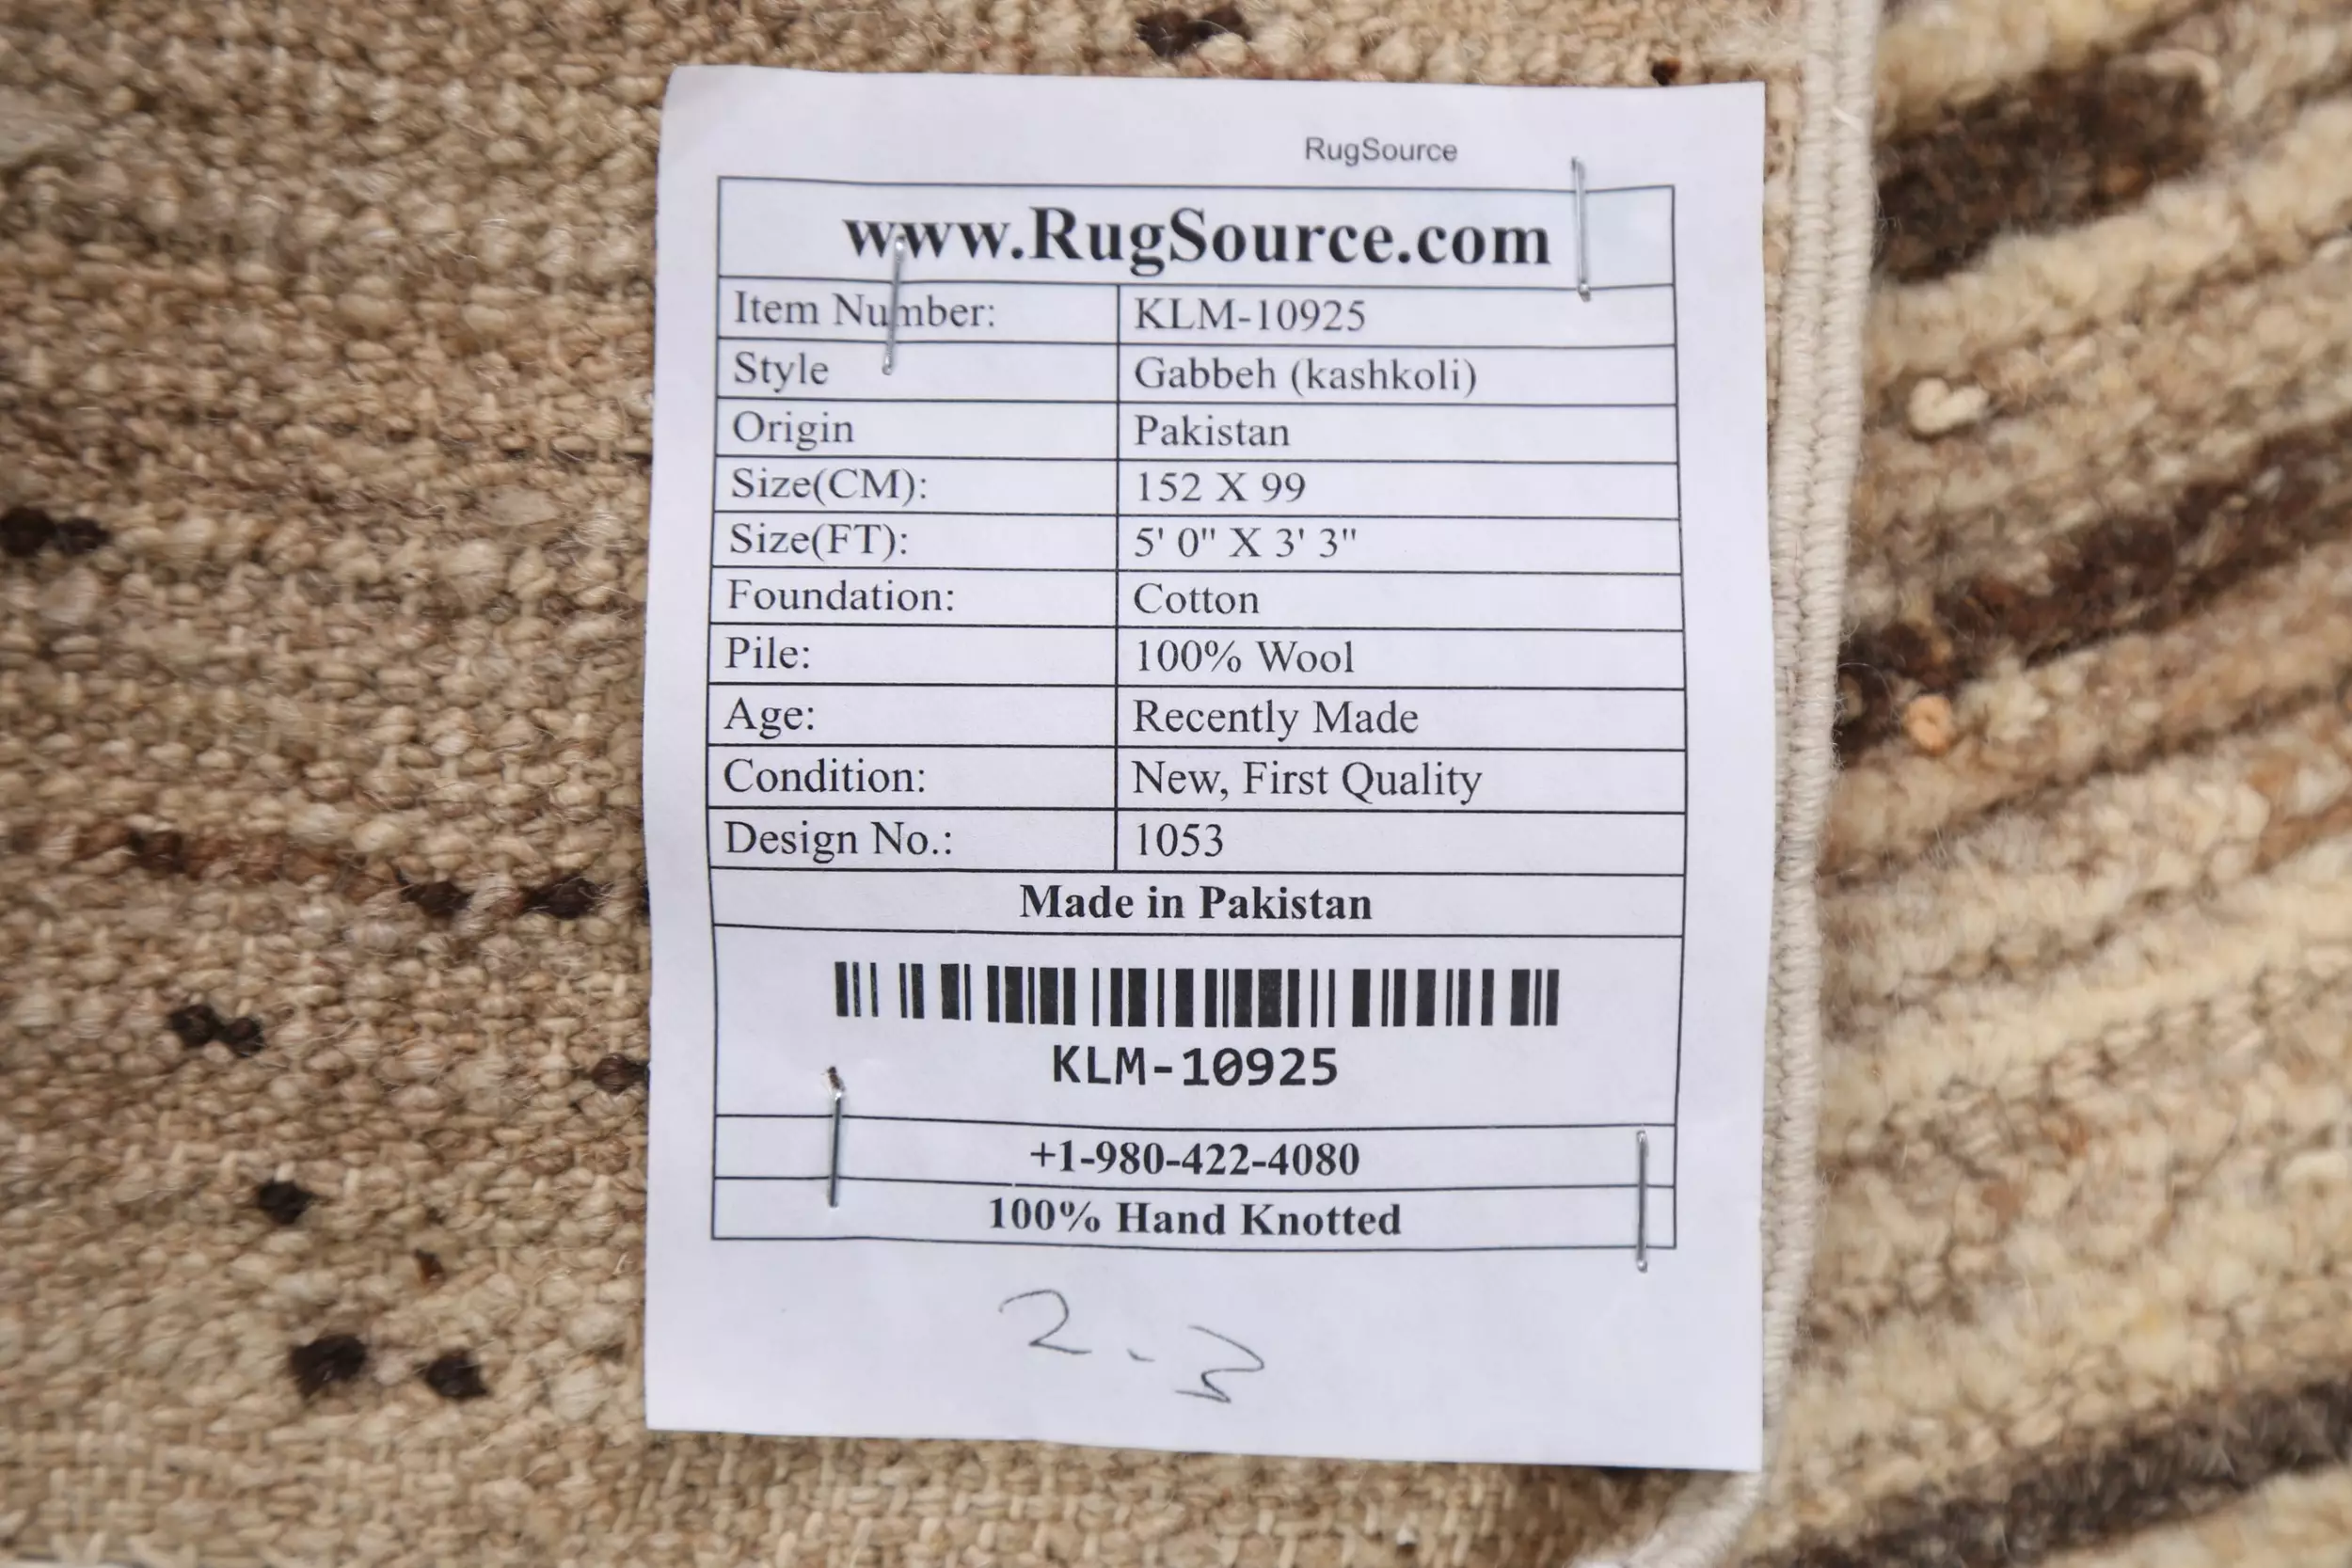 RugSource
www.RugSource.com
Item Number: KLM-10925
Style Gabbeh (kashkoli)
Origin Pakistan
Size(CM): 152 X 99
Size(FT): 5' 0" X 3' 3"
Foundation: Cotton
Pile: 100% Wool
Age: Recently Made
Condition: New, First Quality
Design No.: 1053
Made in Pakistan
KLM-10925
+1-980-422-4080
100% Hand Knotted
2-3